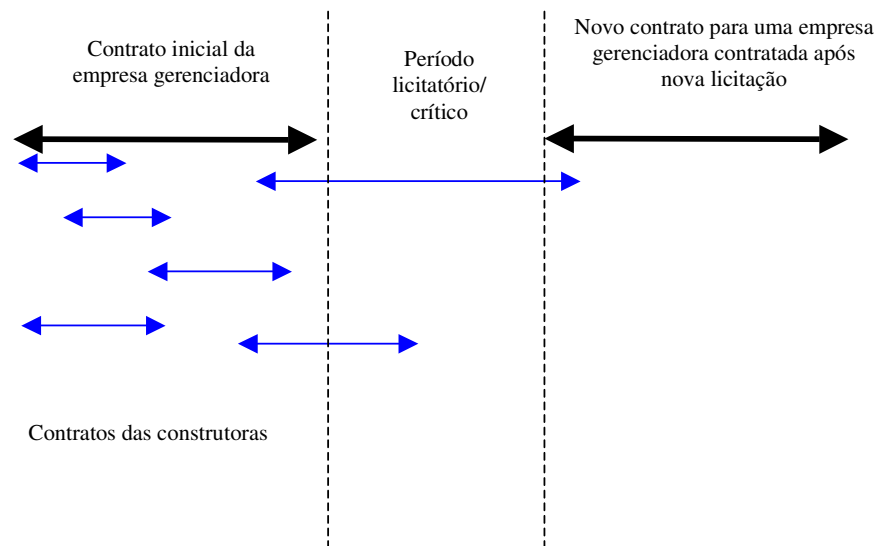 Contrato inicial da
empresa gerenciadora
Período
licitatório/
crítico
Novo contrato para uma empresa
gerenciadora contratada após
nova licitação
Contratos das construtoras